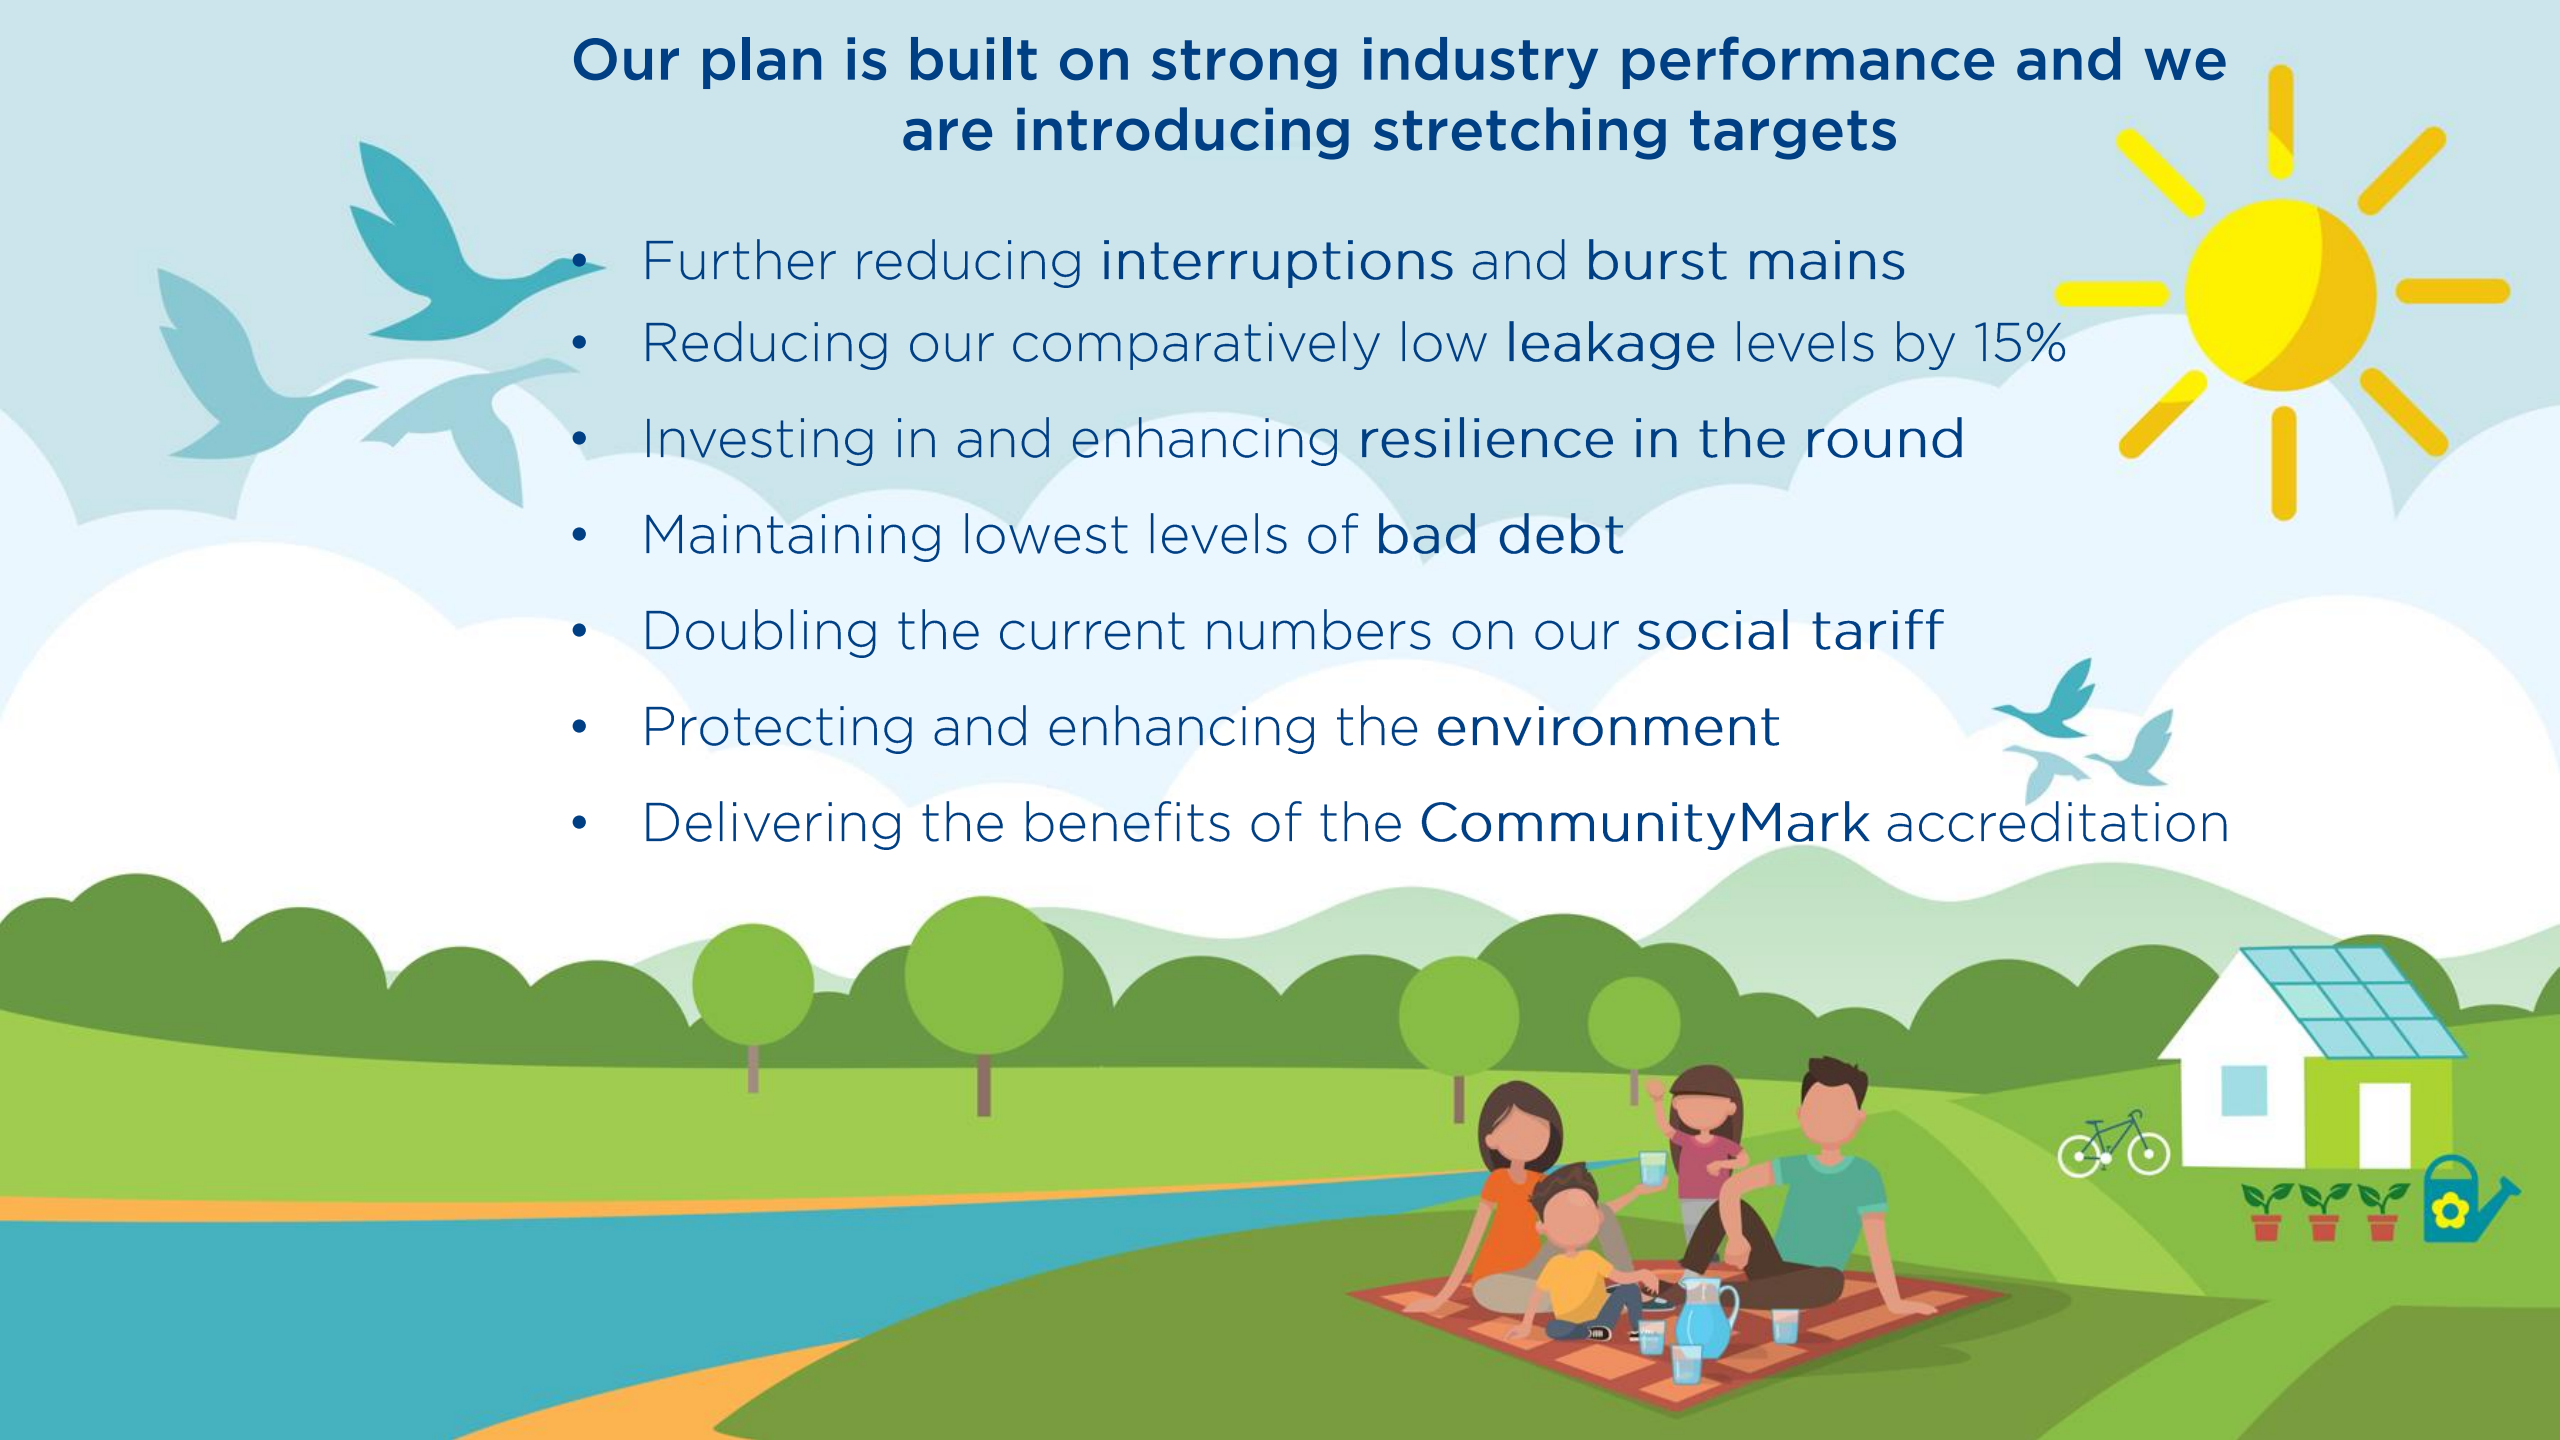 Our plan is built on strong industry performance and we
are introducing stretching targets
• Further reducing interruptions and burst mains
• Reducing our comparatively low leakage levels by 15%
• Investing in and enhancing resilience in the round
• Maintaining lowest levels of bad debt
• Doubling the current numbers on our social tariff
• Protecting and enhancing the environment
• Delivering the benefits of the CommunityMark accreditation